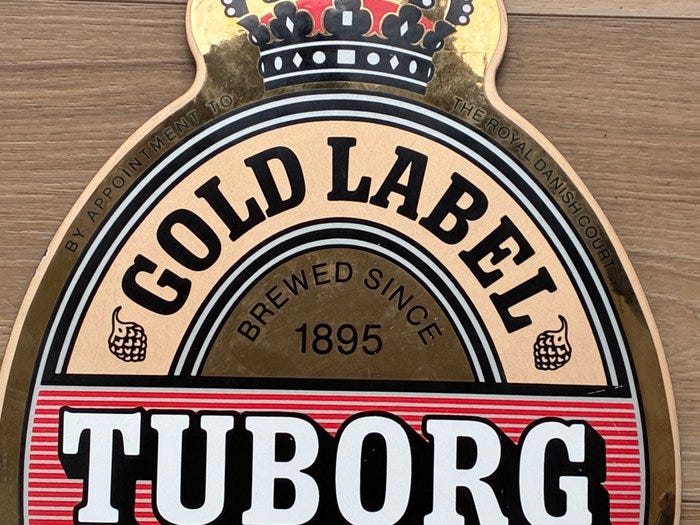 BY APPOINTMENT TO THE ROYAL DANISH COURT
GOLD LABEL
BREWED SINCE
1895
TUBORG